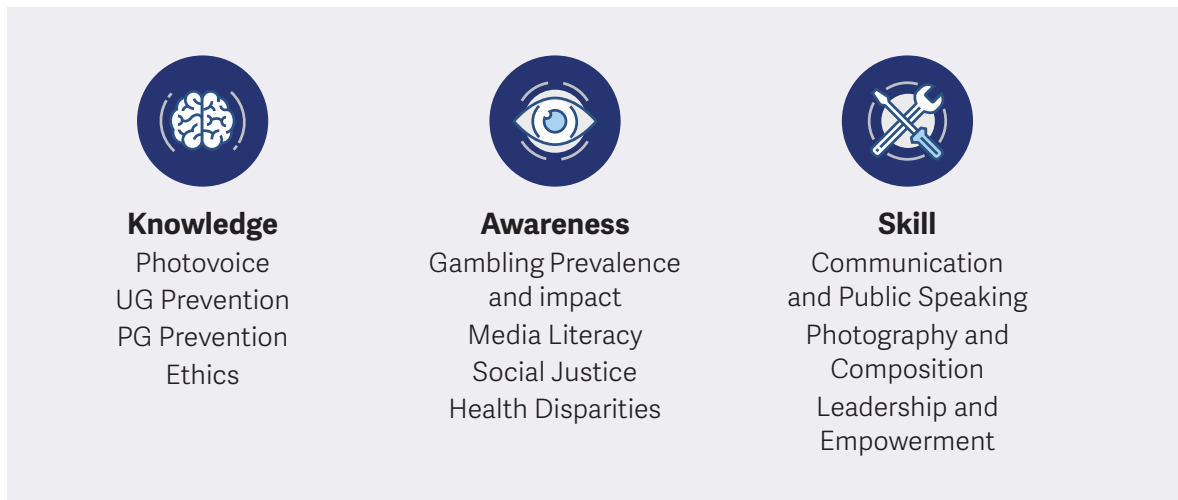 Knowledge
Photovoice
UG Prevention
PG Prevention
Ethics
Awareness
Gambling Prevalence
and impact
Media Literacy
Social Justice
Health Disparities
Skill
Communication
and Public Speaking
Photography and
Composition
Leadership and
Empowerment